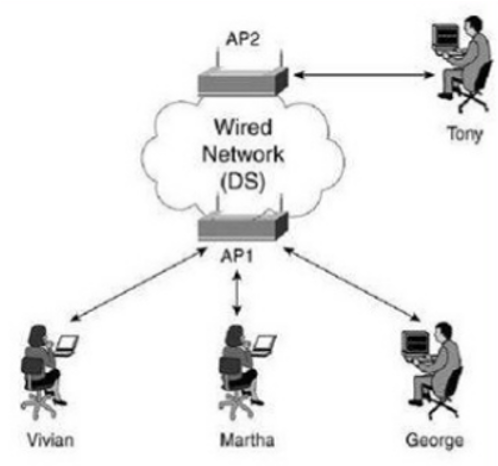 AP2
Tony
Wired
Network
(DS)
AP1
Vivian
Martha
George